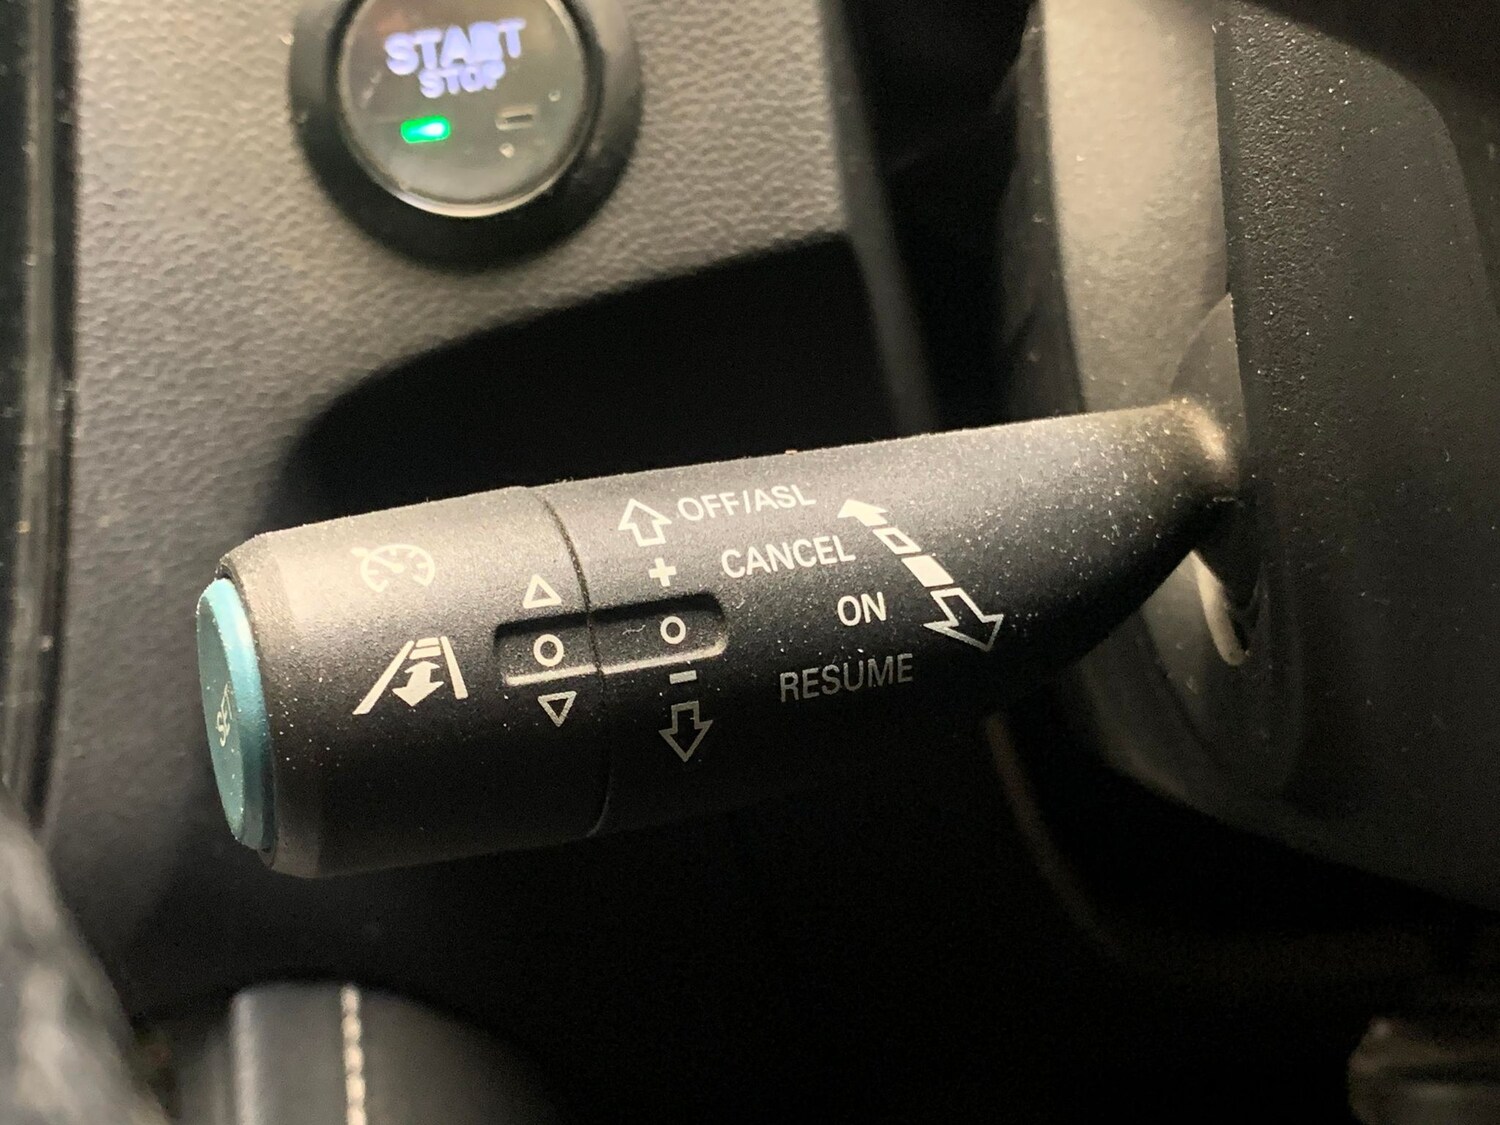 START
STOP
OFF/ASL
+
CANCEL
ON
-
RESUME
SET